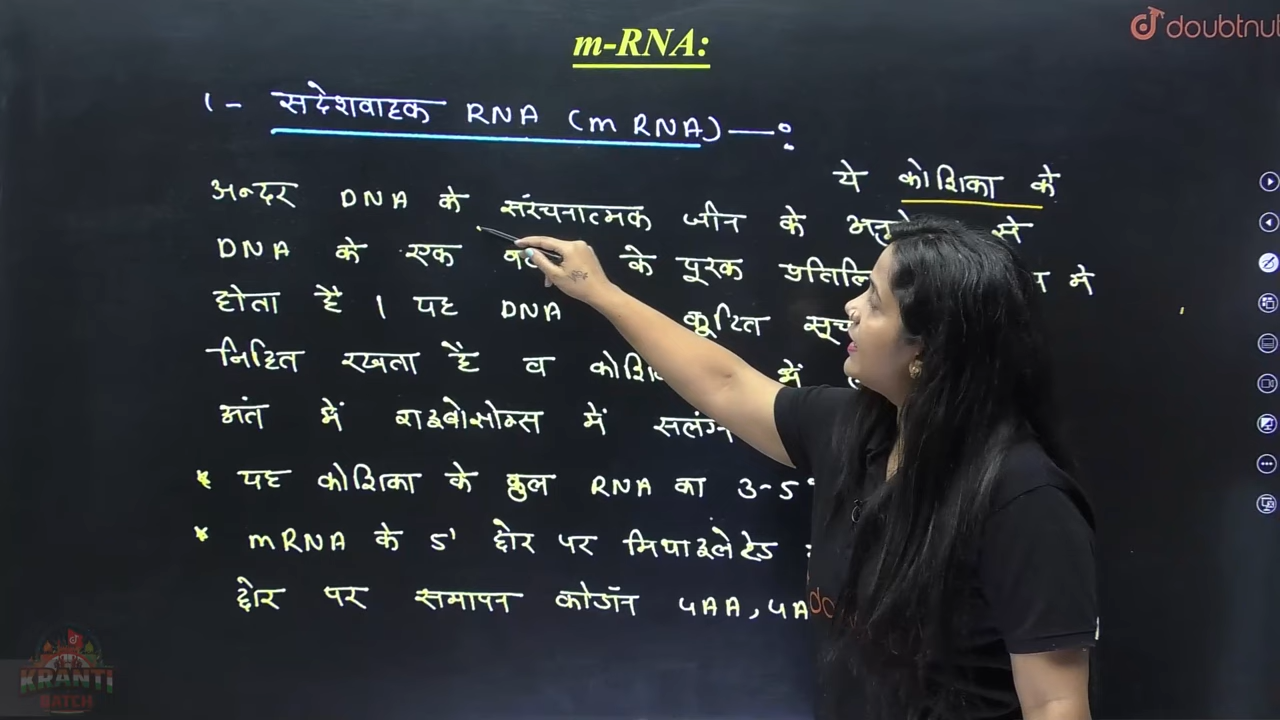 m-RNA:
doubtnut
1- संदेशवाहक RNA (m RNA) —:
ये कोशिका के
अन्दर DNA के संरचनात्मक जीन के से
DNA के एक के पूरक में
होता है । यह DNA कूटित
निहित रखता है व में
अंत में राइबोसोम्स में सलंग्न
* यह कोशिका के कुल RNA का 3-5
* mRNA के 5' छोर पर मिथाइलेटेड
छोर पर समापन कोडॉन UAA, UA
KRANTI
BATCH